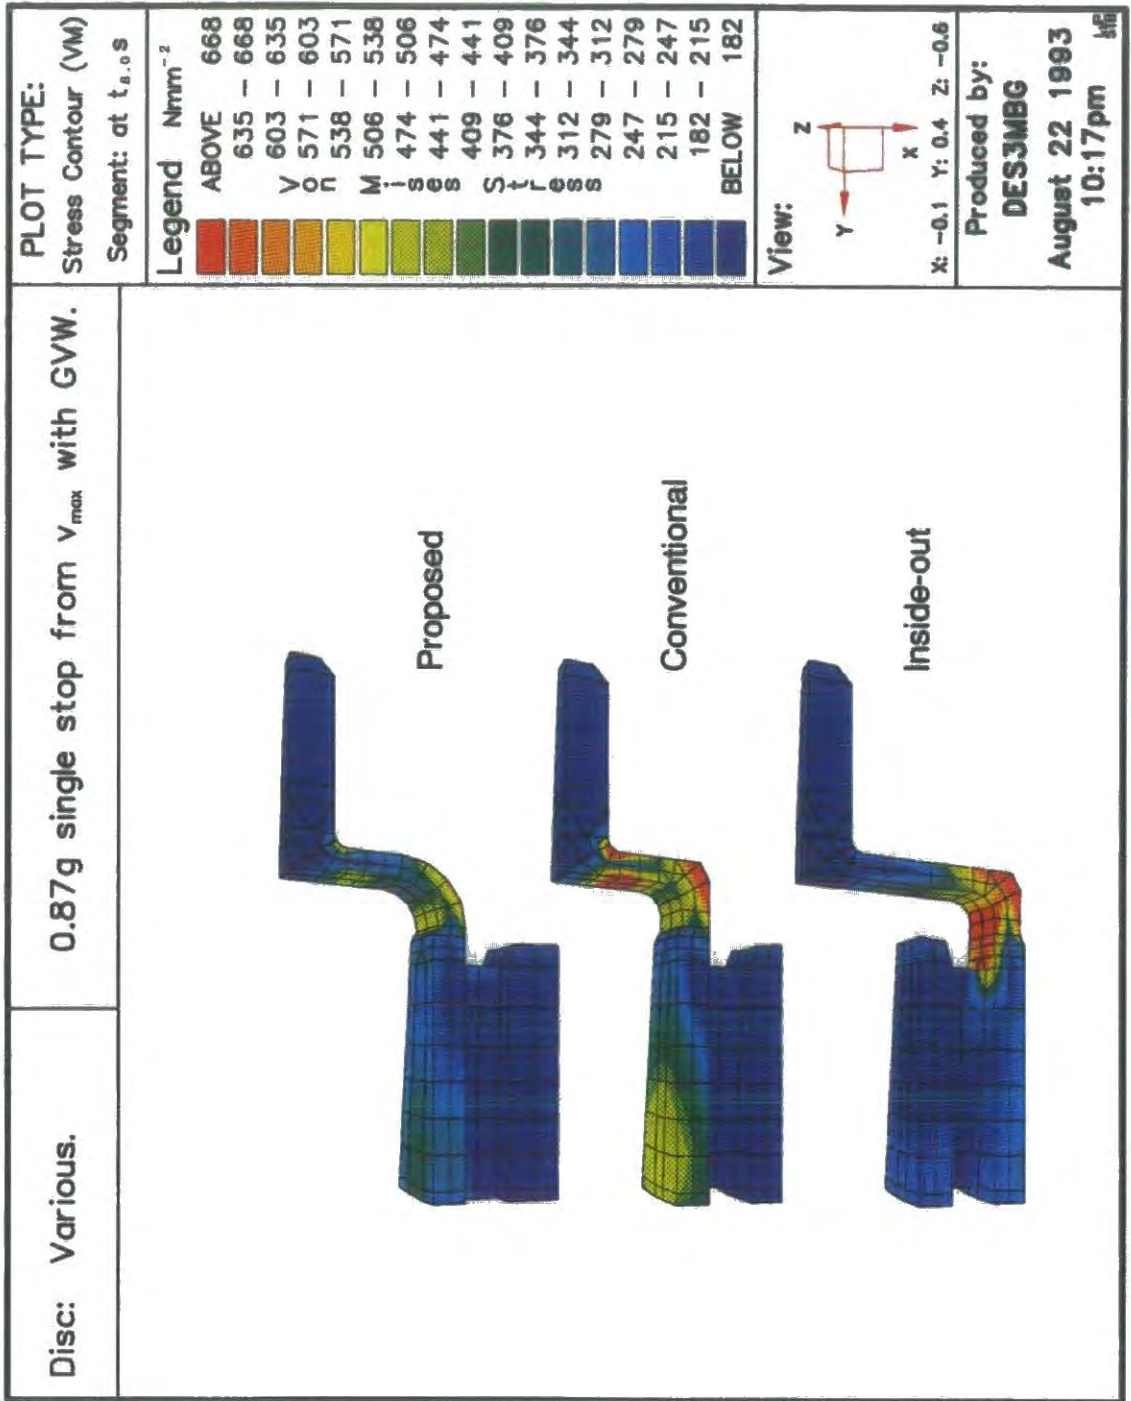 Disc: Various.
0.87g single stop from vmax with GVW.
PLOT TYPE:
Stress Contour (VM)
Segment: at t8.0s
Legend Nmm-2
ABOVE 668
635 - 668
603 - 635
571 - 603
538 - 571
506 - 538
474 - 506
441 - 474
409 - 441
376 - 409
344 - 376
312 - 344
279 - 312
247 - 279
215 - 247
182 - 215
BELOW 182
Von Mises Stress
View:
Z
Y
X
X: -0.1 Y: 0.4 Z: -0.6
Produced by:
DES3MBG
August 22 1993
10:17pm
Proposed
Conventional
Inside-out